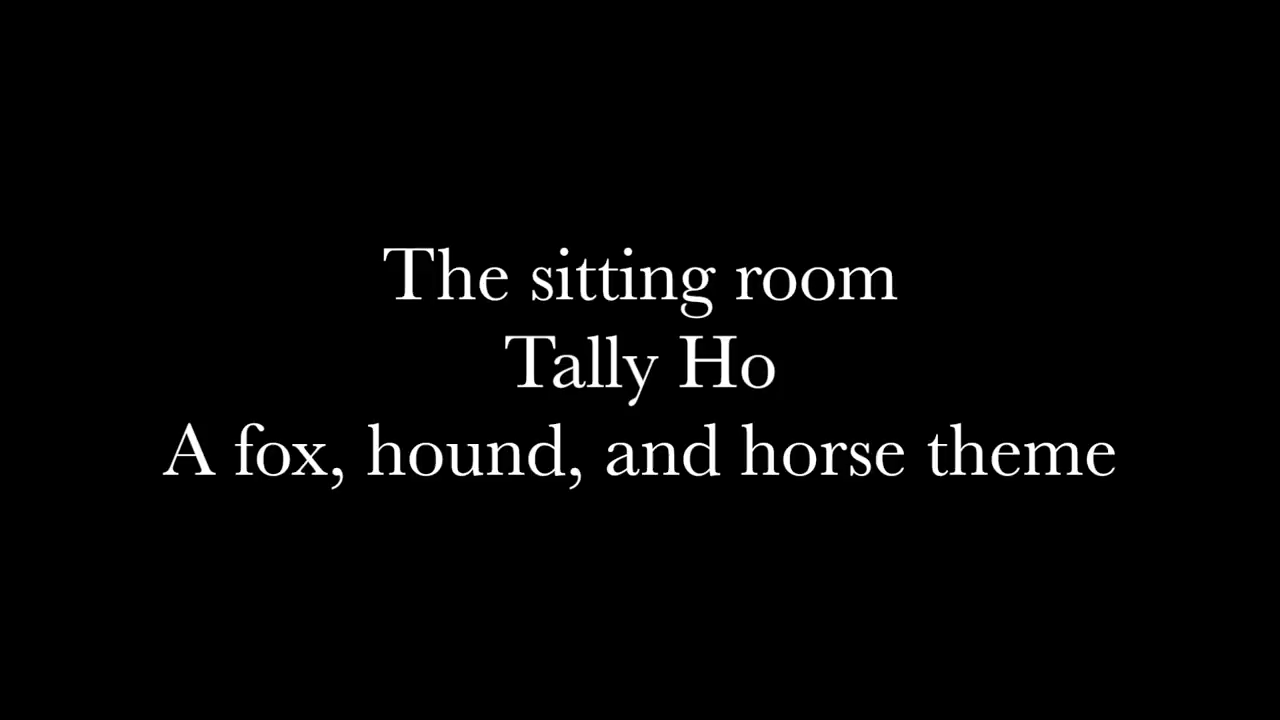 The sitting room
Tally Ho
A fox, hound, and horse theme